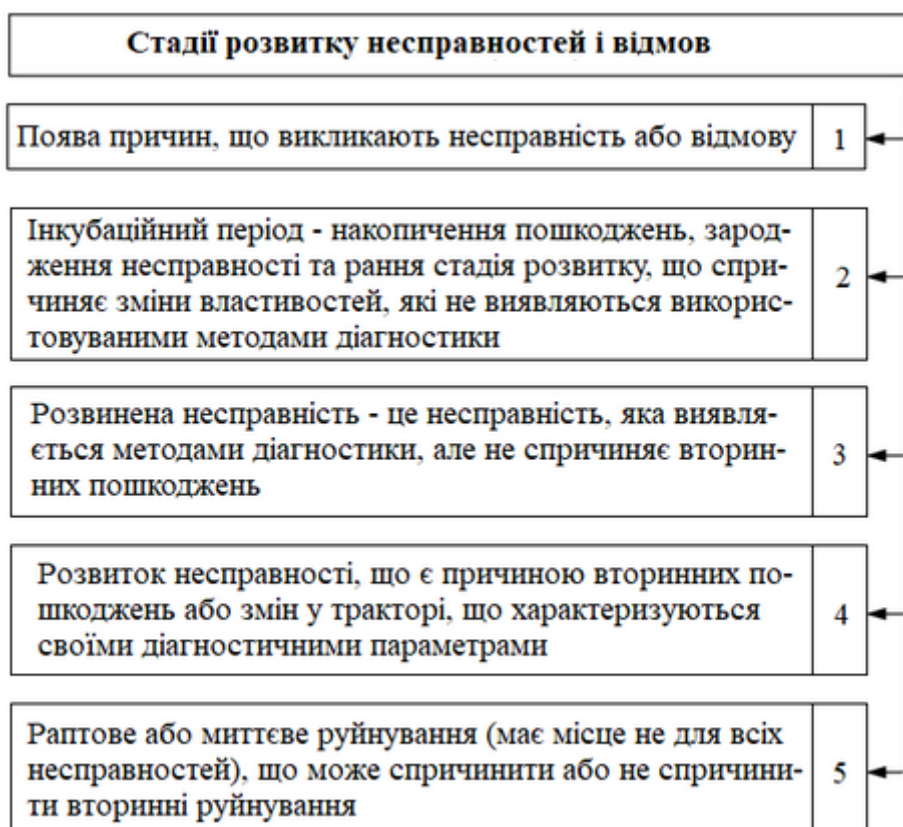 Стадії розвитку несправностей і відмов
Поява причин, що викликають несправність або відмову 1
Інкубаційний період - накопичення пошкоджень, зарод-
ження несправності та рання стадія розвитку, що спри-
чиняє зміни властивостей, які не виявляються викорис-
товуваними методами діагностики
2
Розвинена несправність - це несправність, яка виявля-
ється методами діагностики, але не спричиняє вторин-
них пошкоджень
3
Розвиток несправності, що є причиною вторинних по-
шкоджень або змін у тракторі, що характеризуються
своїми діагностичними параметрами
4
Раптове або миттєве руйнування (має місце не для всіх
несправностей), що може спричинити або не спричини-
ти вторинні руйнування
5